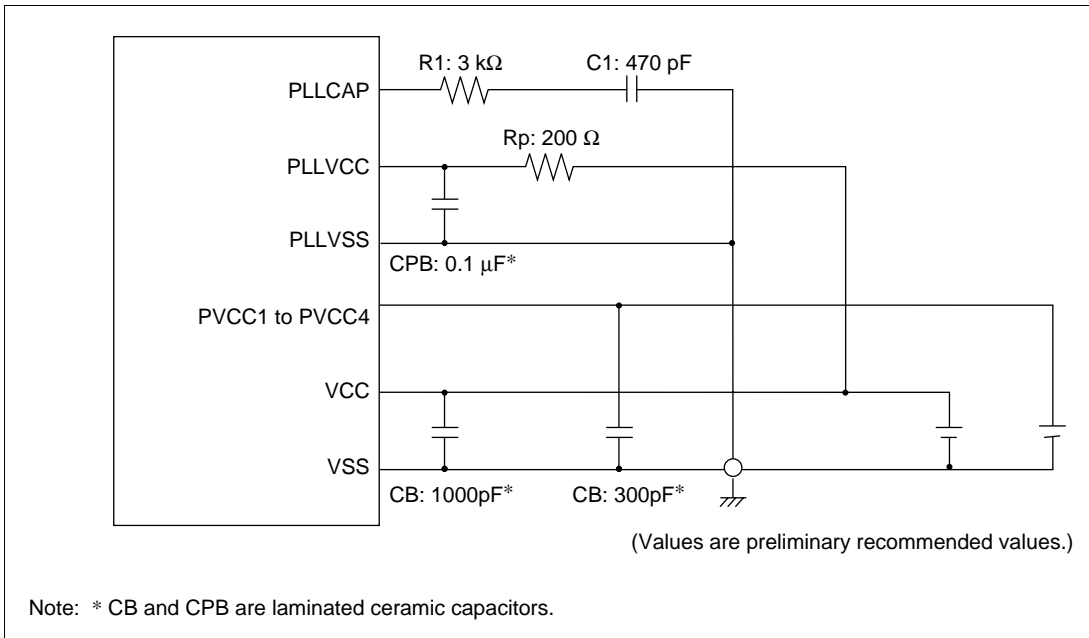 R1: 3 kΩ
C1: 470 pF
PLLCAP
Rp: 200 Ω
PLLVCC
PLLVSS
CPB: 0.1 μF*
PVCC1 to PVCC4
VCC
VSS
CB: 1000pF*
CB: 300pF*
(Values are preliminary recommended values.)
Note: * CB and CPB are laminated ceramic capacitors.